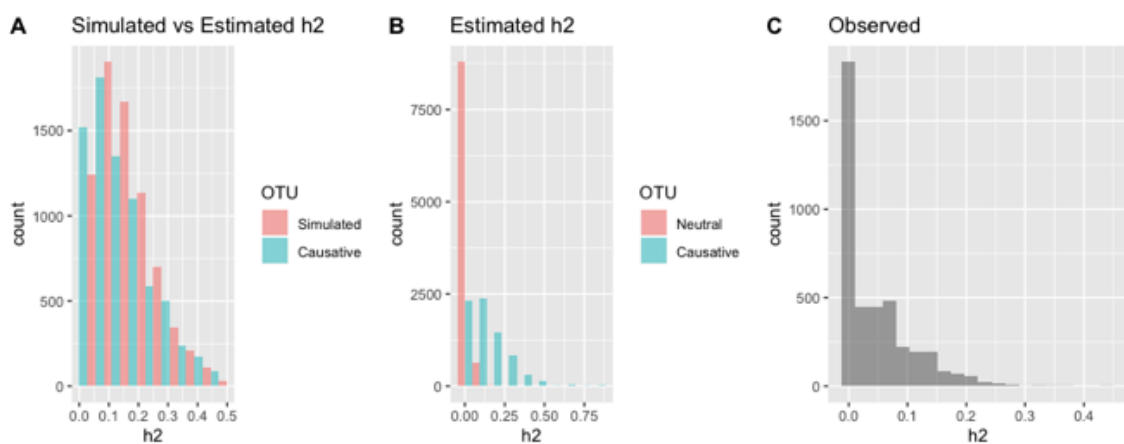 A Simulated vs Estimated h2
count
1500
1000
500
0
0.0 0.1 0.2 0.3 0.4 0.5
h2
OTU
Simulated
Causative
B Estimated h2
count
7500
5000
2500
0
0.00 0.25 0.50 0.75
h2
OTU
Neutral
Causative
C Observed
count
1500
1000
500
0
0.0 0.1 0.2 0.3 0.4
h2